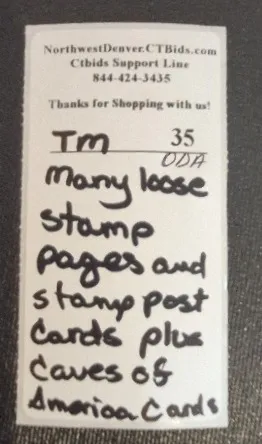 NorthwestDenver.CTBids.com
Ctbids Support Line
844-424-3435
Thanks for Shopping with us!
TM 35
ODA
many loose
stamp
pages and
stamp post
Cards plus
Caves of
America Cards